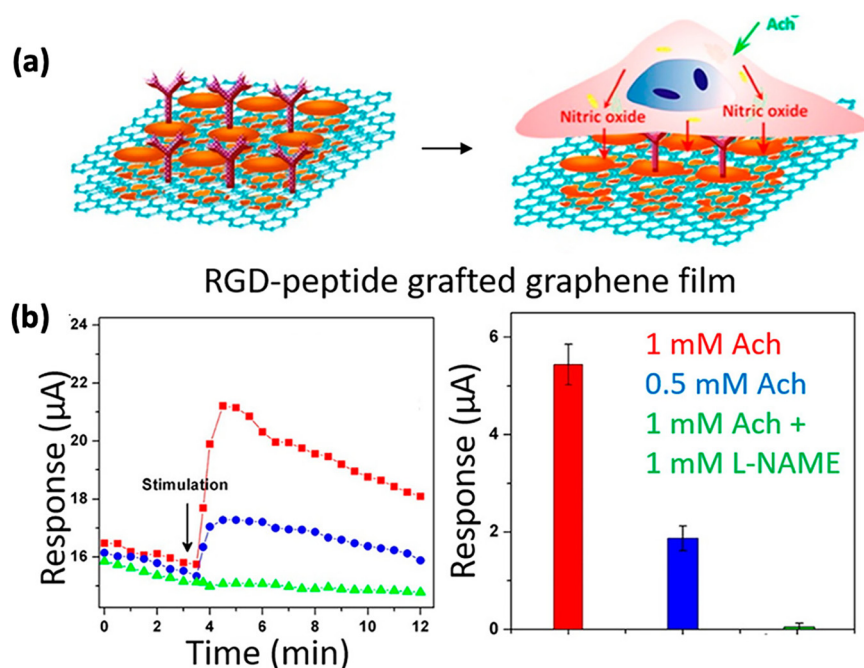 (a)
Ach⁻
Nitric oxide
Nitric oxide
RGD-peptide grafted graphene film
(b)
Response (µA)
24
22
20
18
16
Stimulation
0 2 4 6 8 10 12
Time (min)
Response (µA)
6
4
2
0
1 mM Ach
0.5 mM Ach
1 mM Ach +
1 mM L-NAME